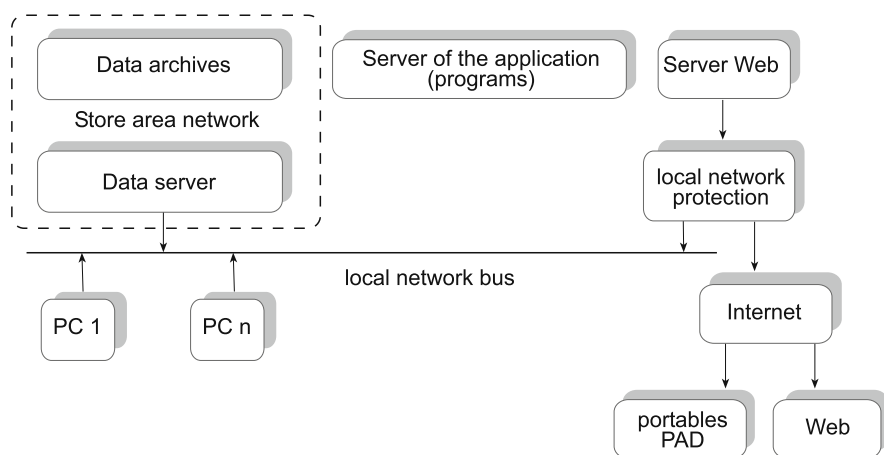 Data archives
Server of the application
(programs)
Server Web
Store area network
Data server
local network
protection
local network bus
PC 1
PC n
Internet
portables
PAD
Web